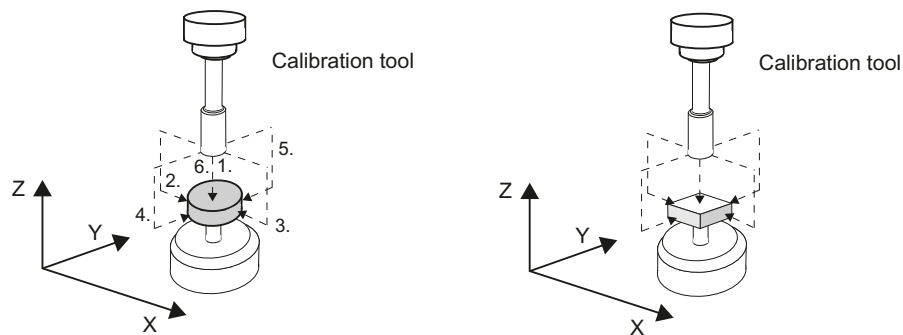 Calibration tool
5.
6. 1.
2.
4.
3.
Z
Y
X
Calibration tool
Z
Y
X